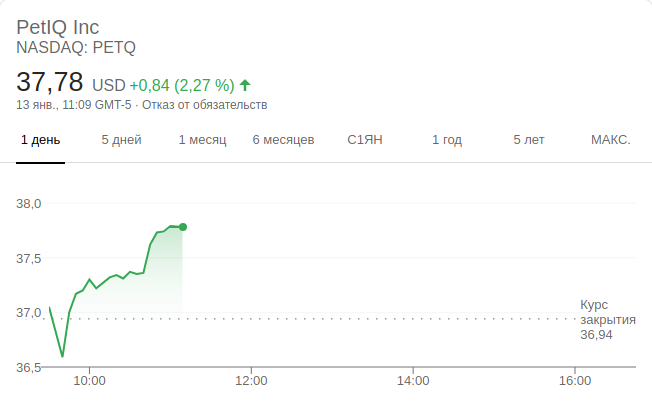 PetIQ Inc
NASDAQ: PETQ
37,78 USD +0,84 (2,27 %)
13 янв., 11:09 GMT-5 · Отказ от обязательств
1 день 5 дней 1 месяц 6 месяцев С1ЯН 1 год 5 лет МАКС.
38,0
37,5
37,0
Курс
закрытия
36,94
36,5
10:00 12:00 14:00 16:00